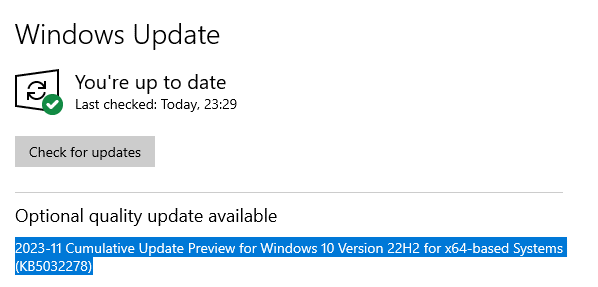 Windows Update
You're up to date
Last checked: Today, 23:29
Check for updates
Optional quality update available
2023-11 Cumulative Update Preview for Windows 10 Version 22H2 for x64-based Systems
(KB5032278)